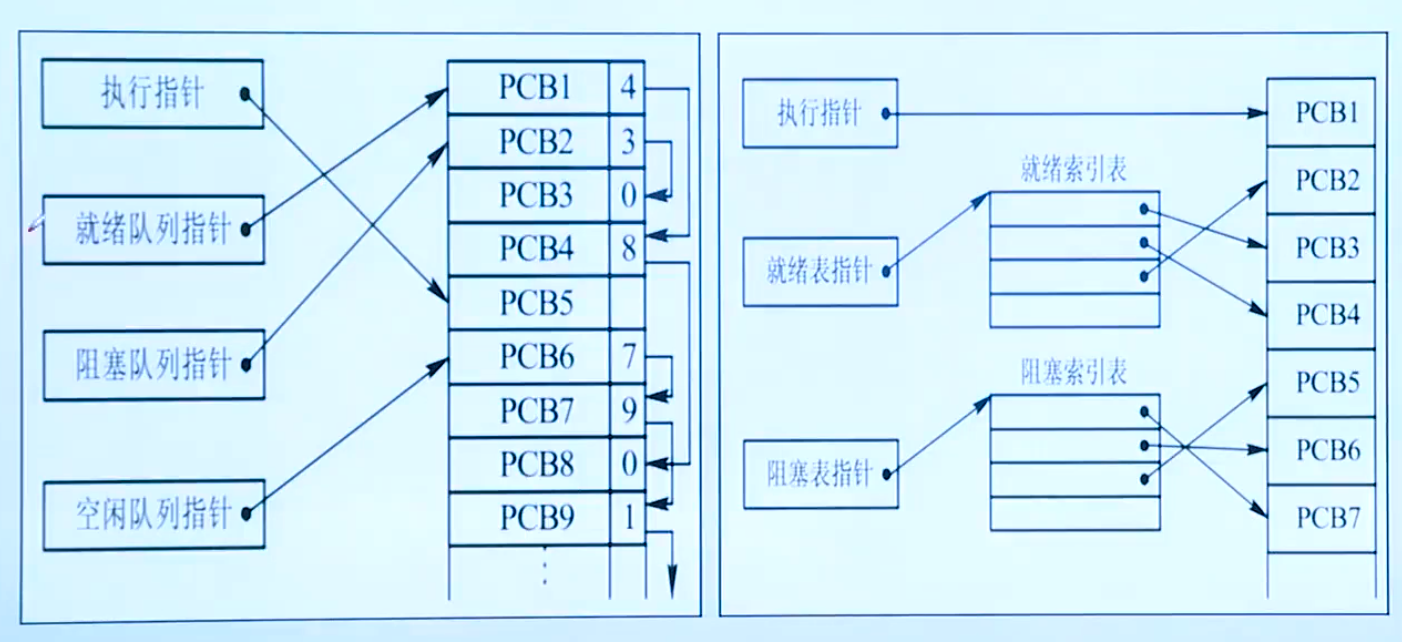 执行指针
就绪队列指针
阻塞队列指针
空闲队列指针
PCB1 4
PCB2 3
PCB3 0
PCB4 8
PCB5
PCB6 7
PCB7 9
PCB8 0
PCB9 1
⋮
执行指针
就绪表指针
阻塞表指针
就绪索引表
阻塞索引表
PCB1
PCB2
PCB3
PCB4
PCB5
PCB6
PCB7